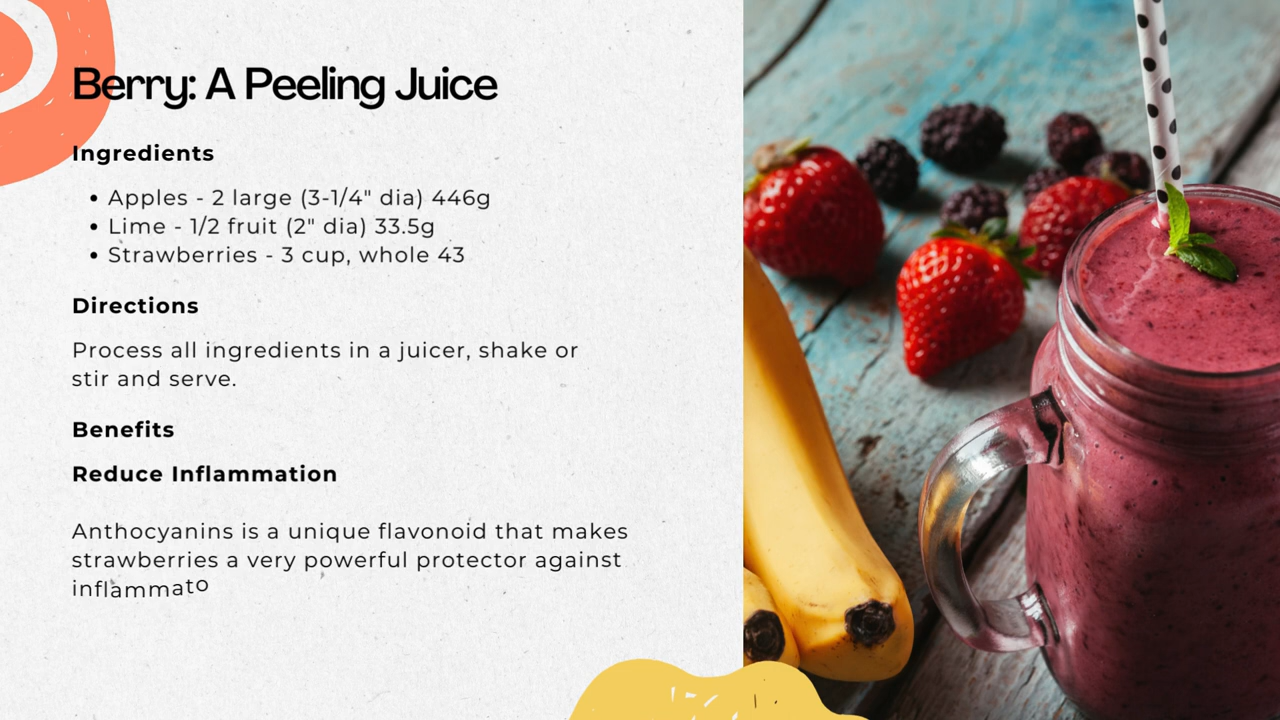 Berry: A Peeling Juice
Ingredients
• Apples - 2 large (3-1/4" dia) 446g
• Lime - 1/2 fruit (2" dia) 33.5g
• Strawberries - 3 cup, whole 43
Directions
Process all ingredients in a juicer, shake or
stir and serve.
Benefits
Reduce Inflammation
Anthocyanins is a unique flavonoid that makes
strawberries a very powerful protector against
inflammato